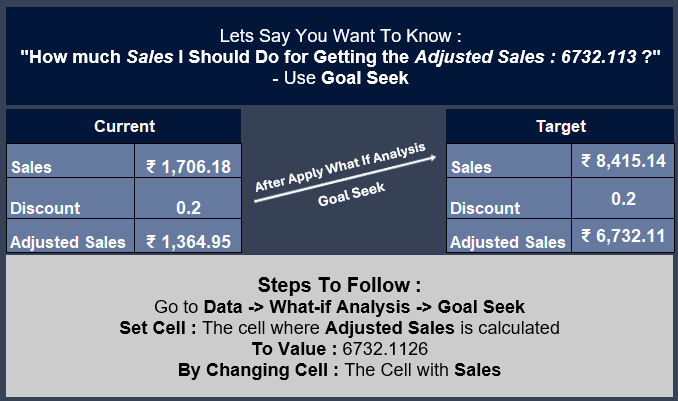 Lets Say You Want To Know :
"How much Sales I Should Do for Getting the Adjusted Sales : 6732.113 ?"
- Use Goal Seek
Current
Sales ₹ 1,706.18
Discount 0.2
Adjusted Sales ₹ 1,364.95
After Apply What If Analysis
Goal Seek
Target
Sales ₹ 8,415.14
Discount 0.2
Adjusted Sales ₹ 6,732.11
Steps To Follow :
Go to Data -> What-if Analysis -> Goal Seek
Set Cell : The cell where Adjusted Sales is calculated
To Value : 6732.1126
By Changing Cell : The Cell with Sales